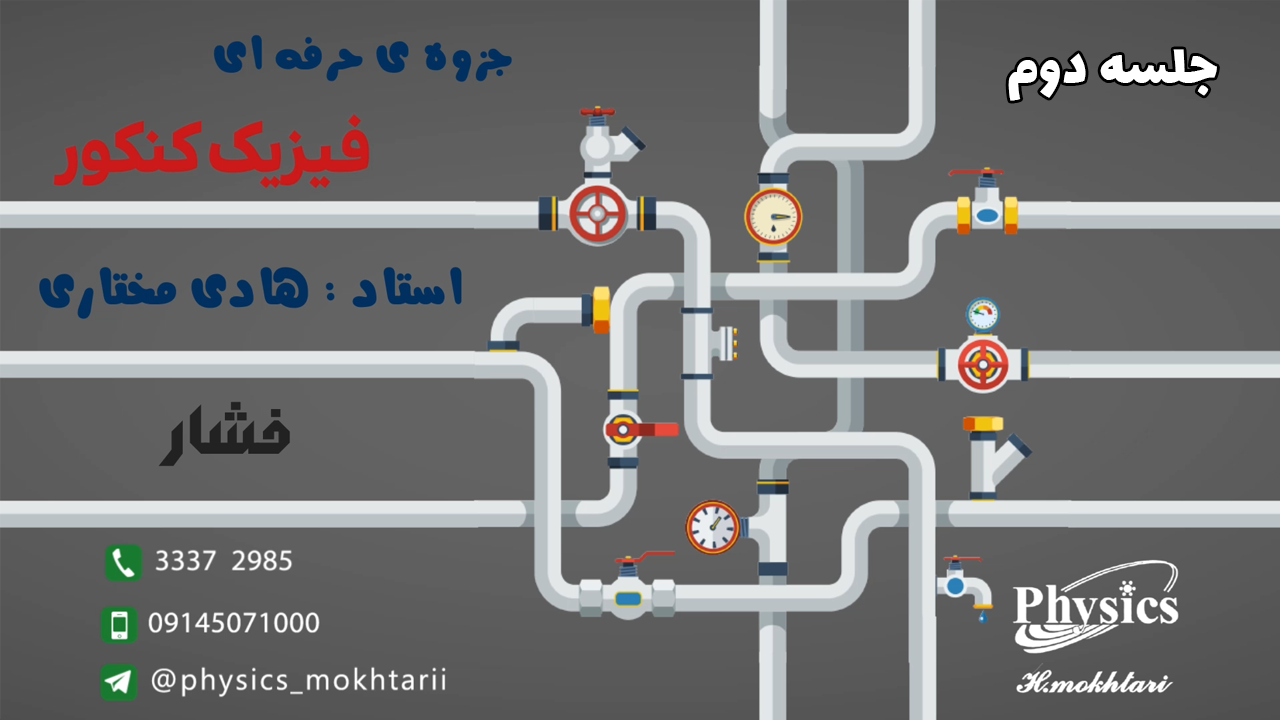 جلسه دوم
جزوه ی حرفه ای
فیزیک کنکور
استاد : هادی مختاری
فشار
3337 2985
09145071000
@physics_mokhtarii
Physics
H.mokhtari